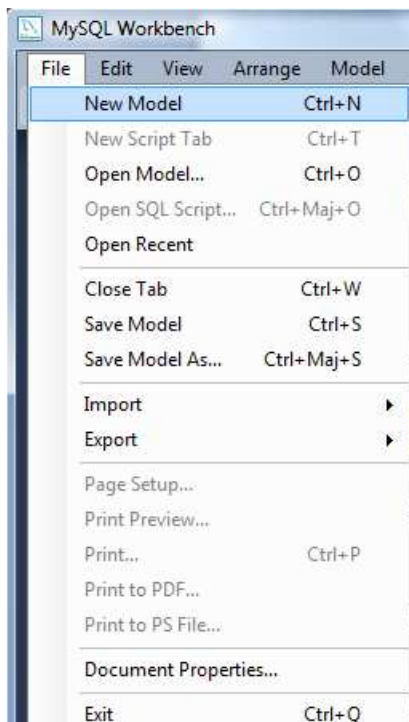 MySQL Workbench
File Edit View Arrange Model
New Model Ctrl+N
New Script Tab Ctrl+T
Open Model... Ctrl+O
Open SQL Script... Ctrl+Maj+O
Open Recent
Close Tab Ctrl+W
Save Model Ctrl+S
Save Model As... Ctrl+Maj+S
Import
Export
Page Setup...
Print Preview...
Print... Ctrl+P
Print to PDF...
Print to PS File...
Document Properties...
Exit Ctrl+Q